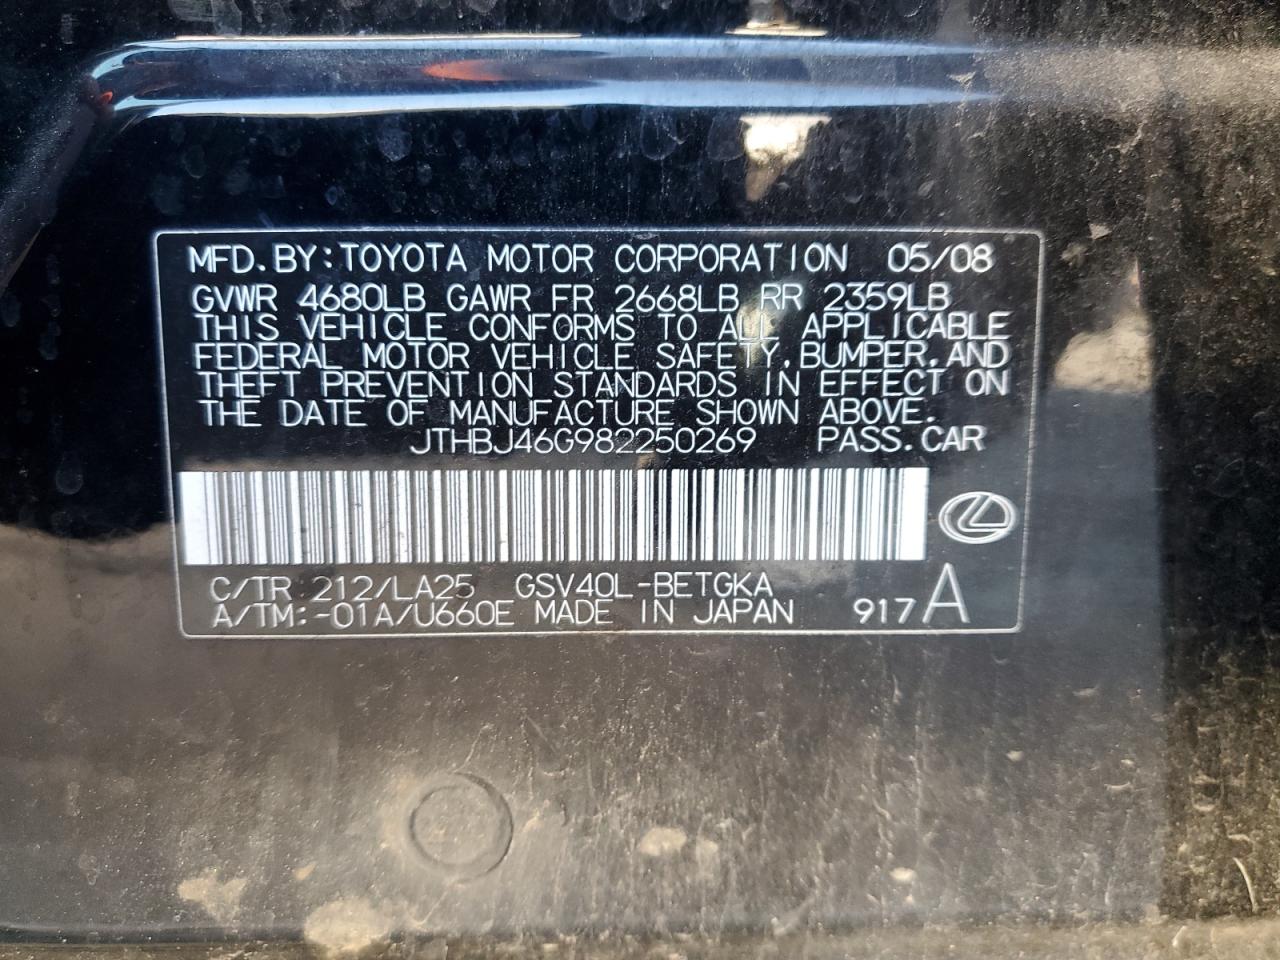 MFD.BY:TOYOTA MOTOR CORPORATION 05/08
GVWR 4680LB GAWR FR 2668LB RR 2359LB
THIS VEHICLE CONFORMS TO ALL APPLICABLE
FEDERAL MOTOR VEHICLE SAFETY,BUMPER,AND
THEFT PREVENTION STANDARDS IN EFFECT ON
THE DATE OF MANUFACTURE SHOWN ABOVE.
JTHBJ46G982250269 PASS.CAR
C/TR 212/LA25 GSV40L-BETGKA
A/TM:-01A/U660E MADE IN JAPAN 917A